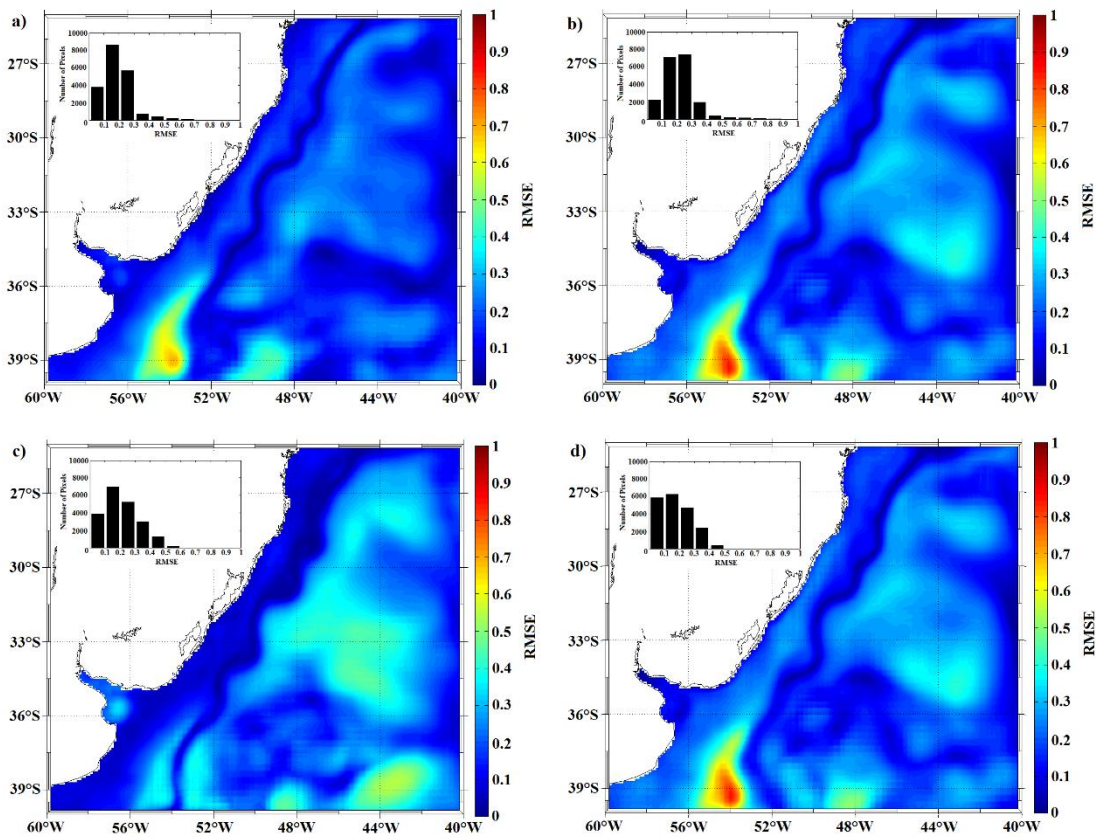 a)
10000
8000
6000
4000
2000
Number of Pixels
0.1 0.2 0.3 0.4 0.5 0.6 0.7 0.8 0.9 1
RMSE
27°S
30°S
33°S
36°S
39°S
60°W 56°W 52°W 48°W 44°W 40°W
1
0.9
0.8
0.7
0.6
0.5
0.4
0.3
0.2
0.1
0
RMSE
b)
10000
8000
6000
4000
2000
Number of Pixels
0.1 0.2 0.3 0.4 0.5 0.6 0.7 0.8 0.9 1
RMSE
27°S
30°S
33°S
36°S
39°S
60°W 56°W 52°W 48°W 44°W 40°W
1
0.9
0.8
0.7
0.6
0.5
0.4
0.3
0.2
0.1
0
RMSE
c)
10000
8000
6000
4000
2000
0
Number of Pixels
0.1 0.2 0.3 0.4 0.5 0.6 0.7 0.8 0.9 1
RMSE
27°S
30°S
33°S
36°S
39°S
60°W 56°W 52°W 48°W 44°W 40°W
1
0.9
0.8
0.7
0.6
0.5
0.4
0.3
0.2
0.1
0
RMSE
d)
10000
8000
6000
4000
2000
0
Number of Pixels
0.1 0.2 0.3 0.4 0.5 0.6 0.7 0.8 0.9 1
RMSE
27°S
30°S
33°S
36°S
39°S
60°W 56°W 52°W 48°W 44°W 40°W
1
0.9
0.8
0.7
0.6
0.5
0.4
0.3
0.2
0.1
0
RMSE